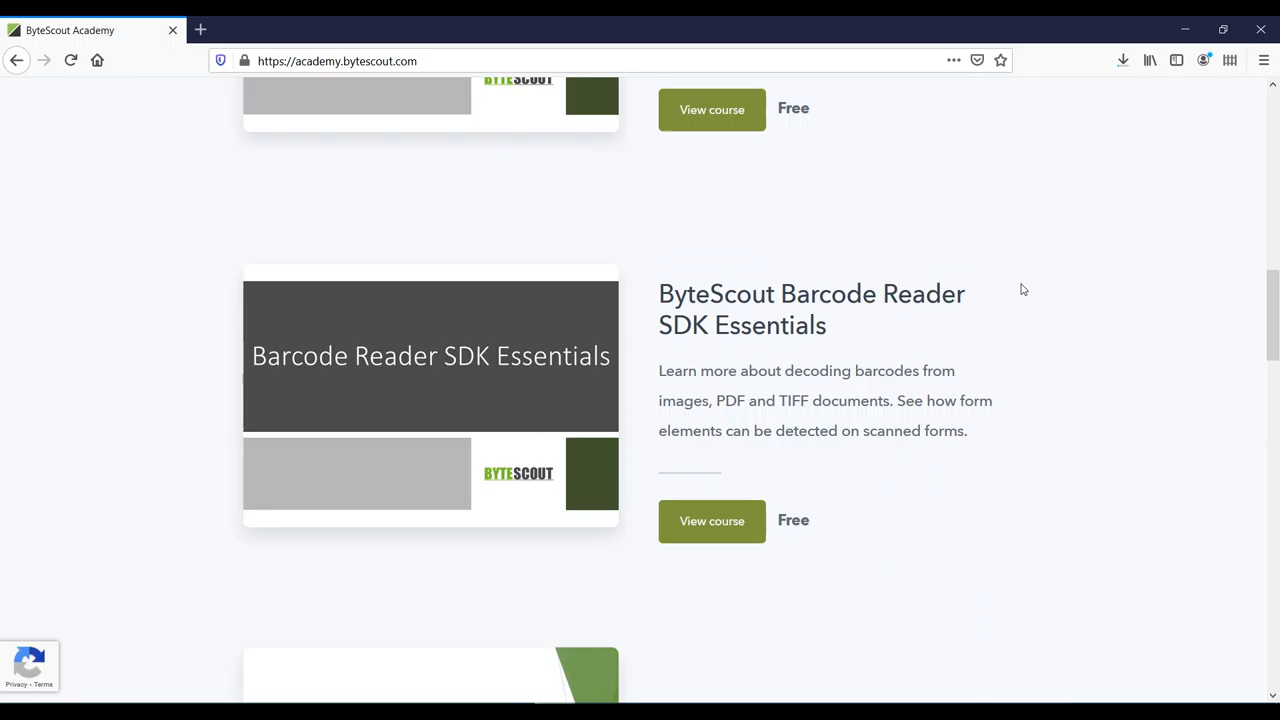 ByteScout Academy
https://academy.bytescout.com
BYTESCOUT
View course
Free
Barcode Reader SDK Essentials
BYTESCOUT
ByteScout Barcode Reader
SDK Essentials
Learn more about decoding barcodes from
images, PDF and TIFF documents. See how form
elements can be detected on scanned forms.
View course
Free
Privacy - Terms